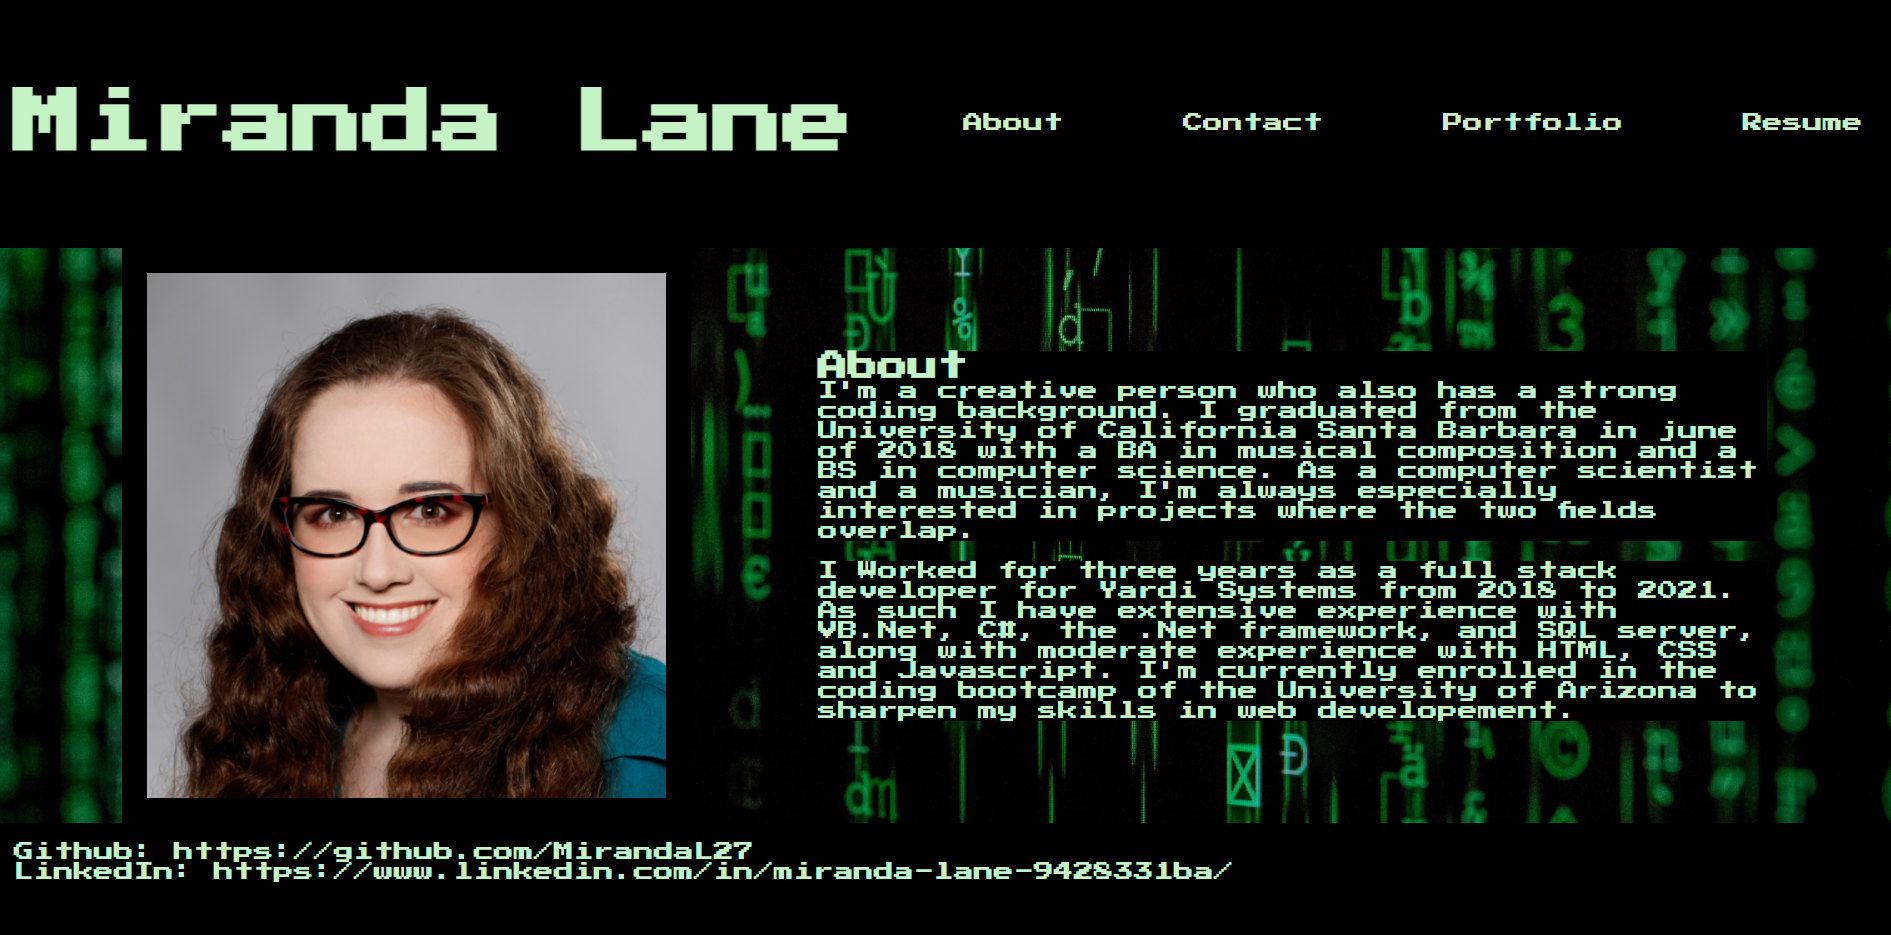 Miranda Lane
About Contact Portfolio Resume
About
I'm a creative person who also has a strong
coding background. I graduated from the
University of California Santa Barbara in june
of 2018 with a BA in musical composition and a
BS in computer science. As a computer scientist
and a musician, I'm always especially
interested in projects where the two fields
overlap.
I Worked for three years as a full stack
developer for Yardi Systems from 2018 to 2021.
As such I have extensive experience with
VB.Net, C#, the .Net framework, and SQL server,
along with moderate experience with HTML, CSS
and Javascript. I'm currently enrolled in the
coding bootcamp of the University of Arizona to
sharpen my skills in web developement.
Github: https://github.com/MirandaL27
LinkedIn: https://www.linkedin.com/in/miranda-lane-9428331ba/